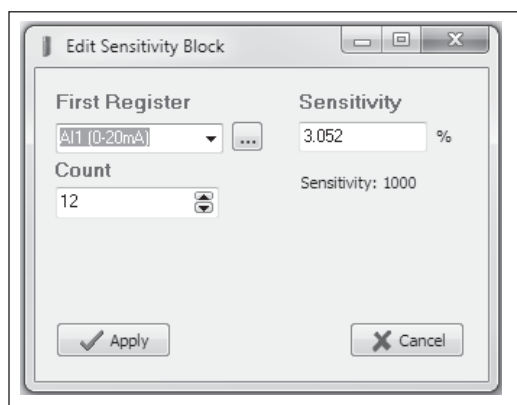 Edit Sensitivity Block
First Register
AI1 (0-20mA)
...
Sensitivity
3.052 %
Count
12
Sensitivity: 1000
Apply
Cancel